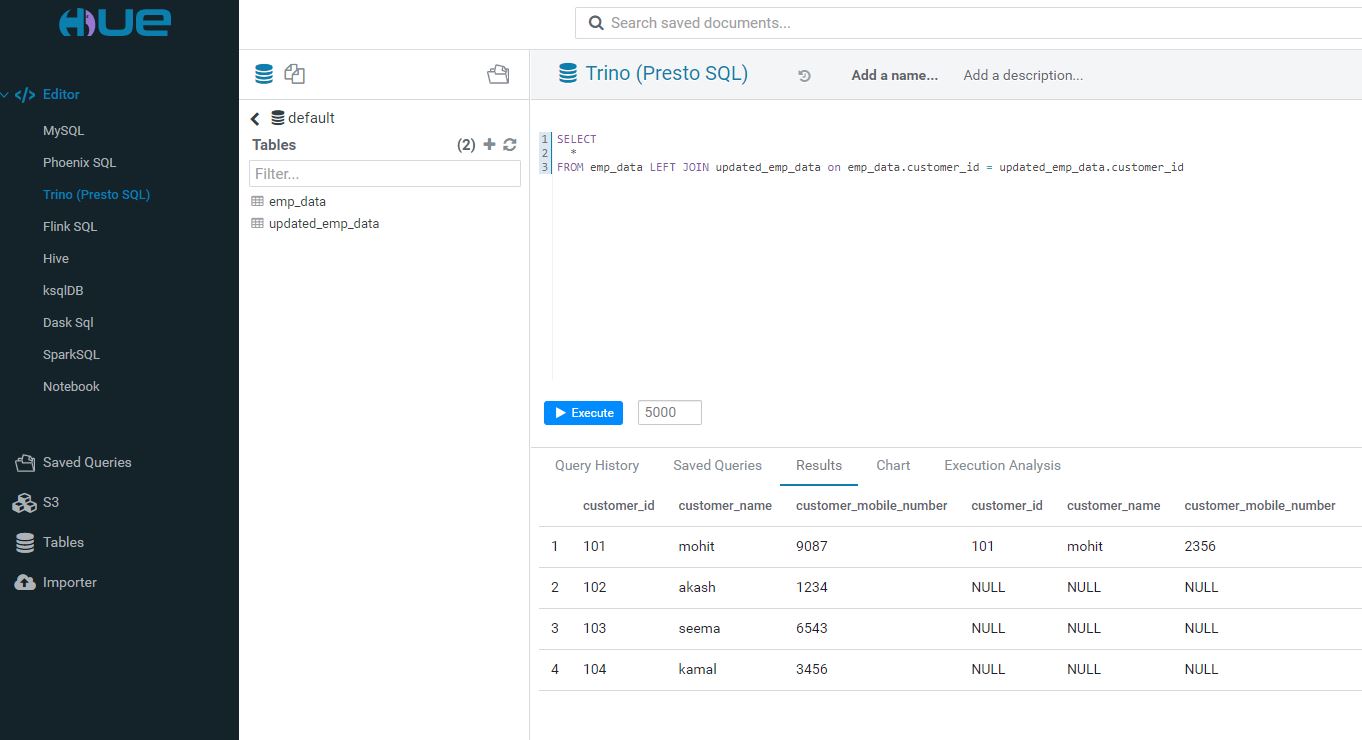 HUE
Search saved documents...
Editor
MySQL
Phoenix SQL
Trino (Presto SQL)
Flink SQL
Hive
ksqlDB
Dask Sql
SparkSQL
Notebook
Saved Queries
S3
Tables
Importer
default
Tables (2)
Filter...
emp_data
updated_emp_data
Trino (Presto SQL) Add a name... Add a description...
1 SELECT
2 *
3 FROM emp_data LEFT JOIN updated_emp_data on emp_data.customer_id = updated_emp_data.customer_id
Execute 5000
Query History Saved Queries Results Chart Execution Analysis
customer_id customer_name customer_mobile_number customer_id customer_name customer_mobile_number
1 101 mohit 9087 101 mohit 2356
2 102 akash 1234 NULL NULL NULL
3 103 seema 6543 NULL NULL NULL
4 104 kamal 3456 NULL NULL NULL